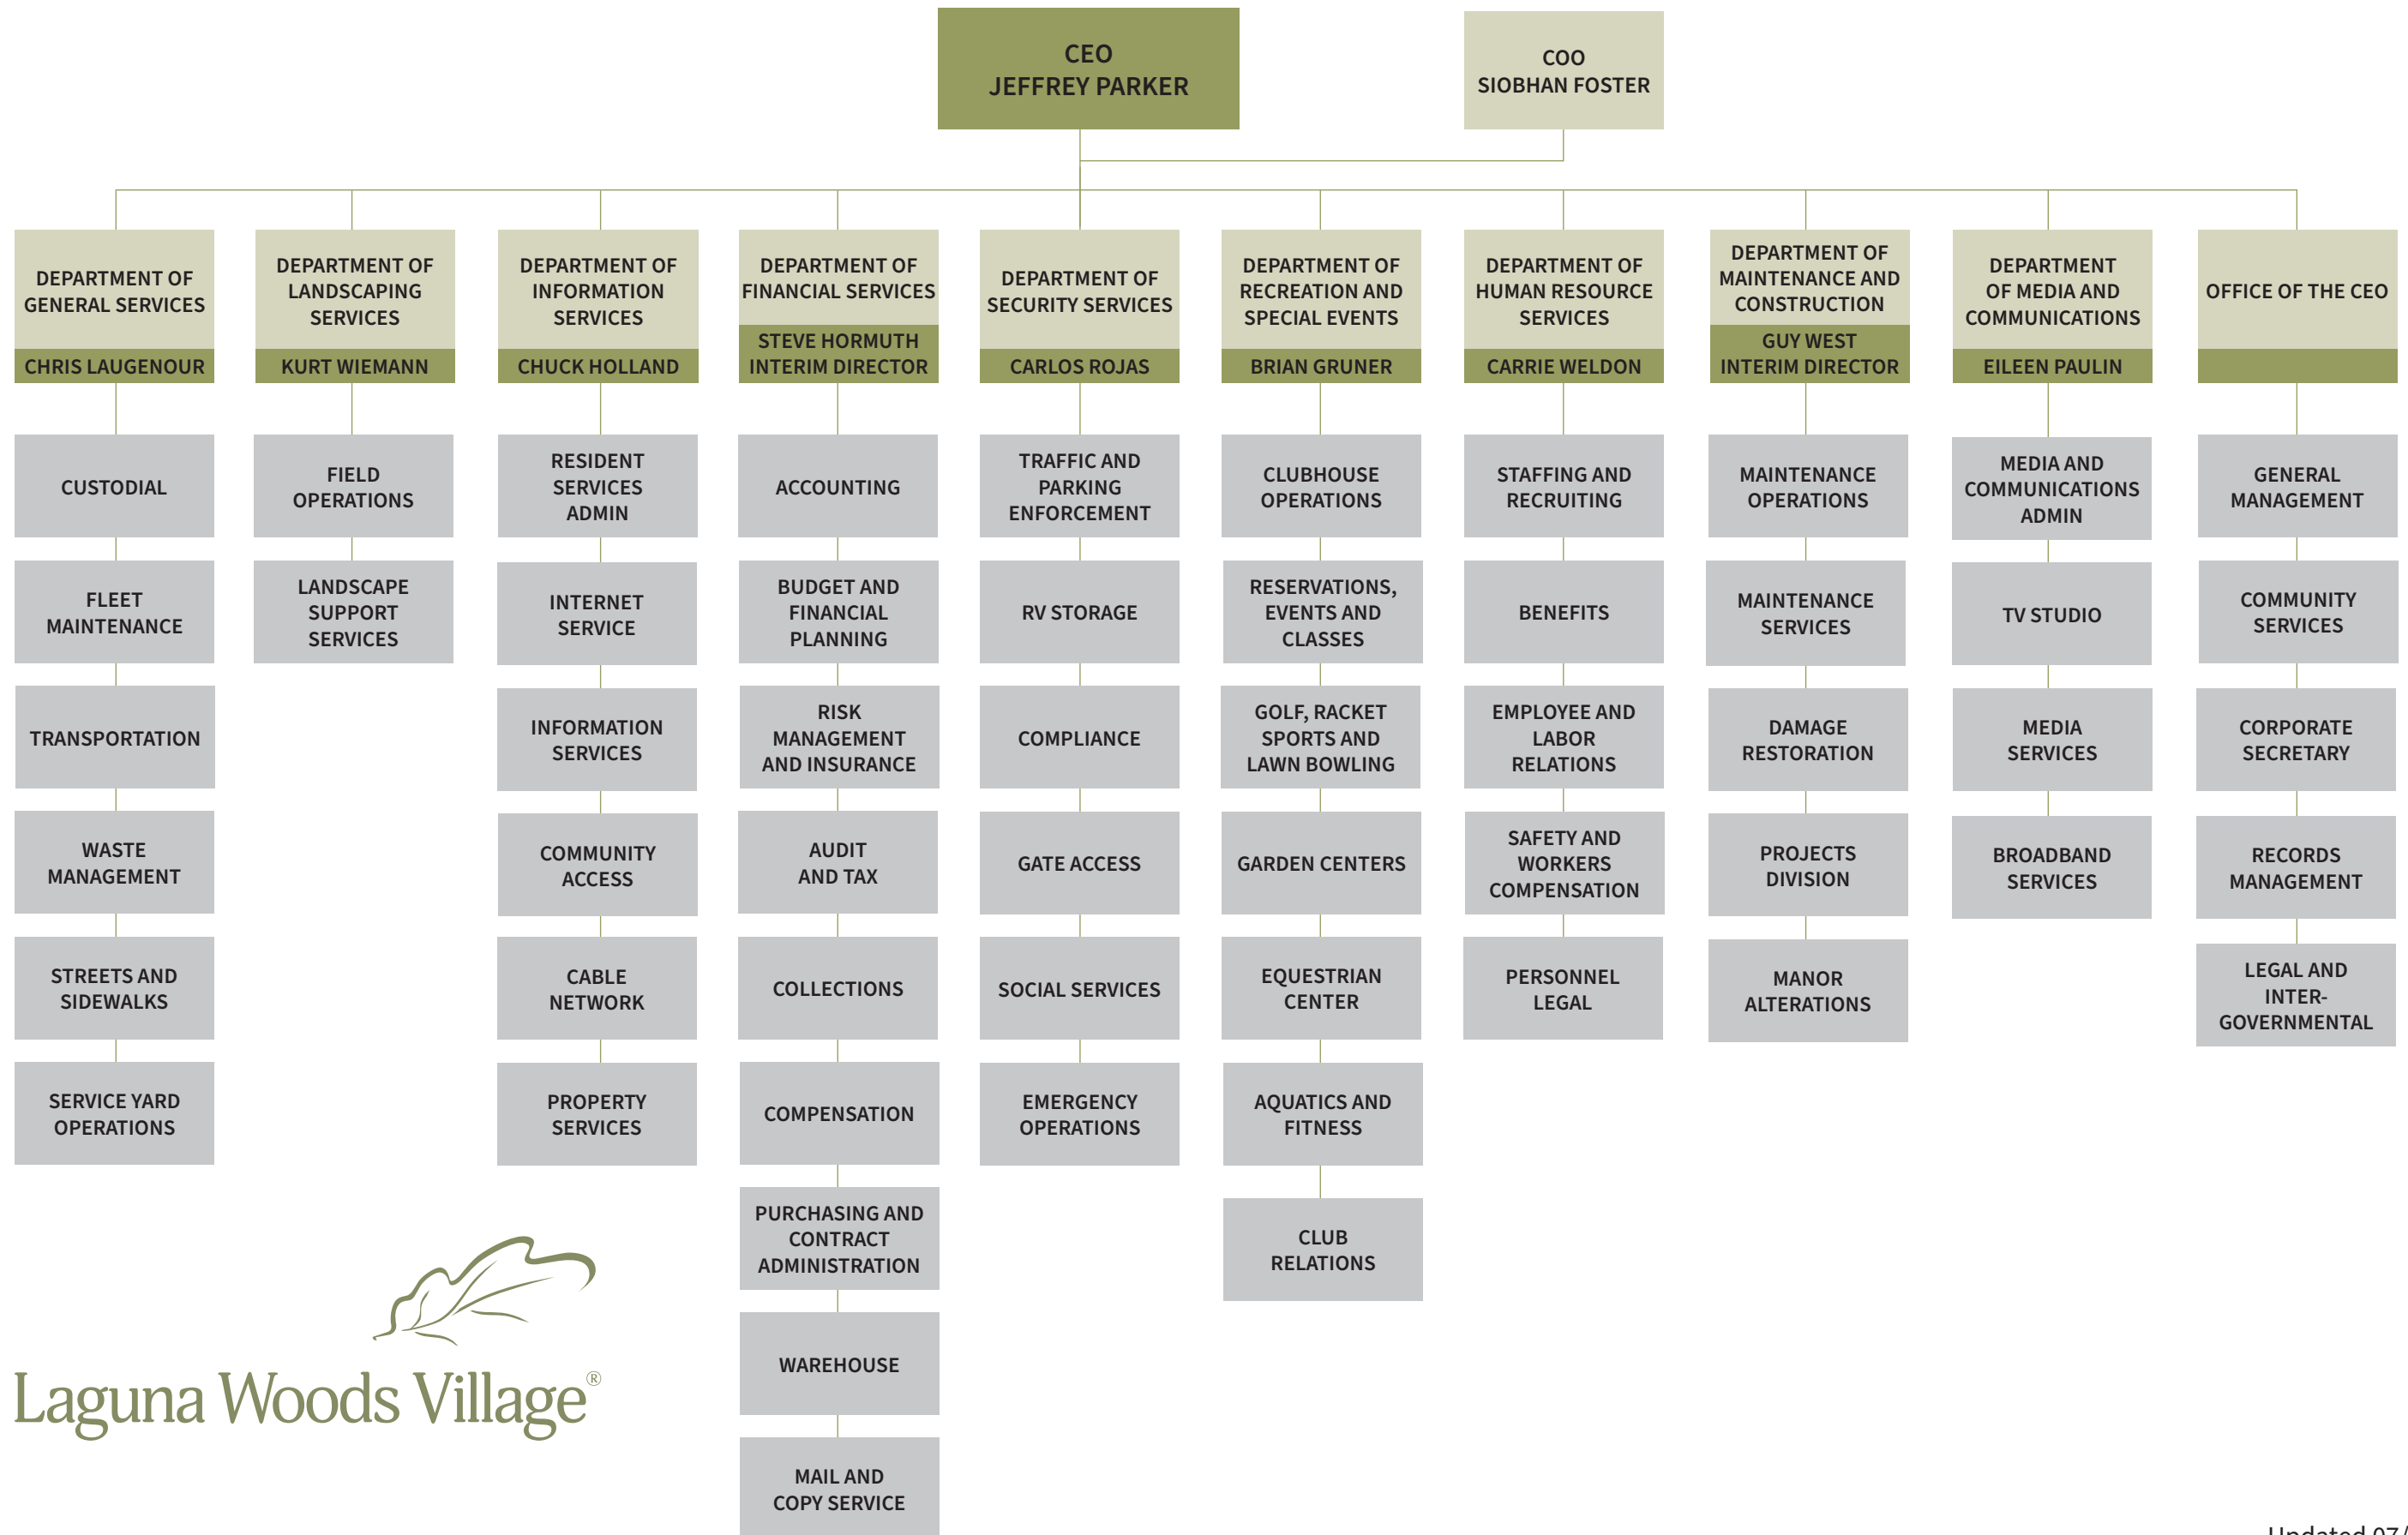 CEO
JEFFREY PARKER
COO
SIOBHAN FOSTER
DEPARTMENT OF
GENERAL SERVICES
CHRIS LAUGENOUR
CUSTODIAL
FLEET
MAINTENANCE
TRANSPORTATION
WASTE
MANAGEMENT
STREETS AND
SIDEWALKS
SERVICE YARD
OPERATIONS
DEPARTMENT OF
LANDSCAPING
SERVICES
KURT WIEMANN
FIELD
OPERATIONS
LANDSCAPE
SUPPORT
SERVICES
DEPARTMENT OF
INFORMATION
SERVICES
CHUCK HOLLAND
RESIDENT
SERVICES
ADMIN
INTERNET
SERVICE
INFORMATION
SERVICES
COMMUNITY
ACCESS
CABLE
NETWORK
PROPERTY
SERVICES
DEPARTMENT OF
FINANCIAL SERVICES
STEVE HORMUTH
INTERIM DIRECTOR
ACCOUNTING
BUDGET AND
FINANCIAL
PLANNING
RISK
MANAGEMENT
AND INSURANCE
AUDIT
AND TAX
COLLECTIONS
COMPENSATION
PURCHASING AND
CONTRACT
ADMINISTRATION
WAREHOUSE
MAIL AND
COPY SERVICE
DEPARTMENT OF
SECURITY SERVICES
CARLOS ROJAS
TRAFFIC AND
PARKING
ENFORCEMENT
RV STORAGE
COMPLIANCE
GATE ACCESS
SOCIAL SERVICES
EMERGENCY
OPERATIONS
DEPARTMENT OF
RECREATION AND
SPECIAL EVENTS
BRIAN GRUNER
CLUBHOUSE
OPERATIONS
RESERVATIONS,
EVENTS AND
CLASSES
GOLF, RACKET
SPORTS AND
LAWN BOWLING
GARDEN CENTERS
EQUESTRIAN
CENTER
AQUATICS AND
FITNESS
CLUB
RELATIONS
DEPARTMENT OF
HUMAN RESOURCE
SERVICES
CARRIE WELDON
STAFFING AND
RECRUITING
BENEFITS
EMPLOYEE AND
LABOR
RELATIONS
SAFETY AND
WORKERS
COMPENSATION
PERSONNEL
LEGAL
DEPARTMENT OF
MAINTENANCE AND
CONSTRUCTION
GUY WEST
INTERIM DIRECTOR
MAINTENANCE
OPERATIONS
MAINTENANCE
SERVICES
DAMAGE
RESTORATION
PROJECTS
DIVISION
MANOR
ALTERATIONS
DEPARTMENT
OF MEDIA AND
COMMUNICATIONS
EILEEN PAULIN
MEDIA AND
COMMUNICATIONS
ADMIN
TV STUDIO
MEDIA
SERVICES
BROADBAND
SERVICES
OFFICE OF THE CEO
GENERAL
MANAGEMENT
COMMUNITY
SERVICES
CORPORATE
SECRETARY
RECORDS
MANAGEMENT
LEGAL AND
INTER-
GOVERNMENTAL
Laguna Woods Village®
Updated